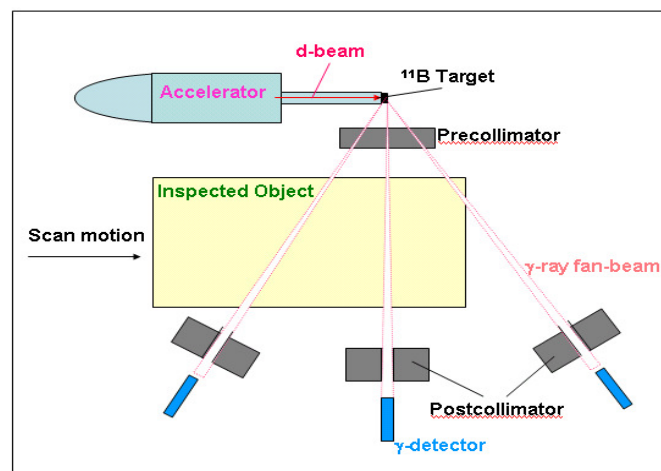 d-beam
Accelerator
¹¹B Target
Precollimator
Inspected Object
Scan motion
γ-ray fan-beam
Postcollimator
γ-detector